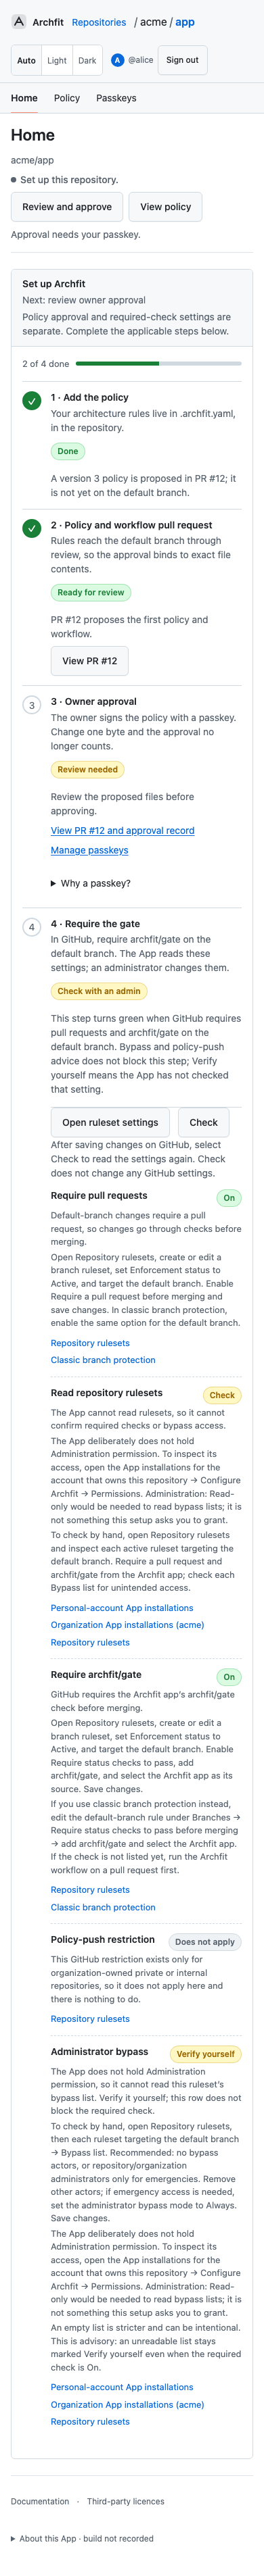 Archfit Repositories / acme / app
Auto Light Dark A @alice Sign out
Home Policy Passkeys
Home
acme/app
Set up this repository.
Review and approve View policy
Approval needs your passkey.
Set up Archfit
Next: review owner approval
Policy approval and required-check settings are
separate. Complete the applicable steps below.
2 of 4 done
1 · Add the policy
Your architecture rules live in .archfit.yaml,
in the repository.
Done
A version 3 policy is proposed in PR #12; it
is not yet on the default branch.
2 · Policy and workflow pull request
Rules reach the default branch through
review, so the approval binds to exact file
contents.
Ready for review
PR #12 proposes the first policy and
workflow.
View PR #12
3
3 · Owner approval
The owner signs the policy with a passkey.
Change one byte and the approval no
longer counts.
Review needed
Review the proposed files before
approving.
View PR #12 and approval record
Manage passkeys
Why a passkey?
4
4 · Require the gate
In GitHub, require archfit/gate on the
default branch. The App reads these
settings; an administrator changes them.
Check with an admin
This step turns green when GitHub requires
pull requests and archfit/gate on the
default branch. Bypass and policy-push
advice does not block this step; Verify
yourself means the App has not checked
that setting.
Open ruleset settings Check
After saving changes on GitHub, select
Check to read the settings again. Check
does not change any GitHub settings.
Require pull requests On
Default-branch changes require a pull
request, so changes go through checks before
merging.
Open Repository rulesets, create or edit a
branch ruleset, set Enforcement status to
Active, and target the default branch. Enable
Require a pull request before merging and
save changes. In classic branch protection,
enable the same option for the default branch.
Repository rulesets
Classic branch protection
Read repository rulesets Check
The App cannot read rulesets, so it cannot
confirm required checks or bypass access.
The App deliberately does not hold
Administration permission. To inspect its
access, open the App installations for the
account that owns this repository → Configure
Archfit → Permissions. Administration: Read-
only would be needed to read bypass lists; it is
not something this setup asks you to grant.
To check by hand, open Repository rulesets
and inspect each active ruleset targeting the
default branch. Require a pull request and
archfit/gate from the Archfit app; check each
Bypass list for unintended access.
Personal-account App installations
Organization App installations (acme)
Repository rulesets
Require archfit/gate On
GitHub requires the Archfit app's archfit/gate
check before merging.
Open Repository rulesets, create or edit a
branch ruleset, set Enforcement status to
Active, and target the default branch. Enable
Require status checks to pass, add
archfit/gate, and select the Archfit app as its
source. Save changes.
If you use classic branch protection instead,
edit the default-branch rule under Branches →
Require status checks to pass before merging
→ add archfit/gate and select the Archfit app.
If the check is not listed yet, run the Archfit
workflow on a pull request first.
Repository rulesets
Classic branch protection
Policy-push restriction Does not apply
This GitHub restriction exists only for
organization-owned private or internal
repositories, so it does not apply here and
there is nothing to do.
Repository rulesets
Administrator bypass Verify yourself
The App does not hold Administration
permission, so it cannot read this ruleset's
bypass list. Verify it yourself; this row does not
block the required check.
To check by hand, open Repository rulesets,
then each ruleset targeting the default branch
→ Bypass list. Recommended: no bypass
actors, or repository/organization
administrators only for emergencies. Remove
other actors; if emergency access is needed,
set the administrator bypass mode to Always.
Save changes.
The App deliberately does not hold
Administration permission. To inspect its
access, open the App installations for the
account that owns this repository → Configure
Archfit → Permissions. Administration: Read-
only would be needed to read bypass lists; it is
not something this setup asks you to grant.
An empty list is stricter and can be intentional.
This is advisory: an unreadable list stays
marked Verify yourself even when the required
check is On.
Personal-account App installations
Organization App installations (acme)
Repository rulesets
Documentation · Third-party licences
About this App · build not recorded